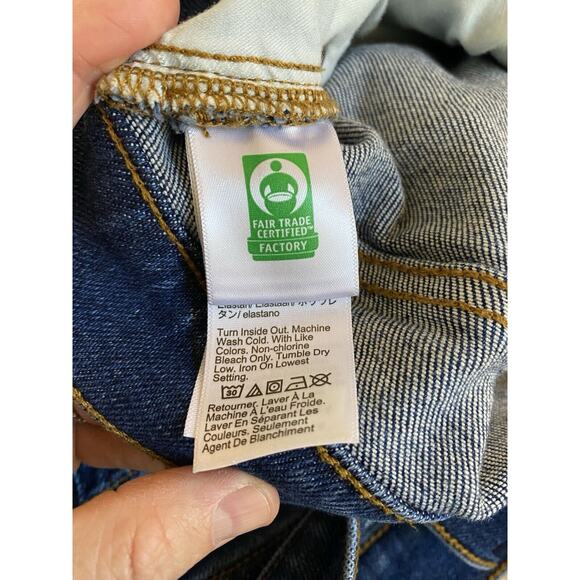 FAIR TRADE
CERTIFIED™
FACTORY
Elastan/ Elastaan/ ポリウレ
タン/ elastano
Turn Inside Out. Machine
Wash Cold. With Like
Colors. Non-chlorine
Bleach Only. Tumble Dry
Low. Iron On Lowest
Setting.
30
Retourner. Laver À La
Machine À L'eau Froide.
Laver En Séparant Les
Couleurs. Seulement
Agent De Blanchiment